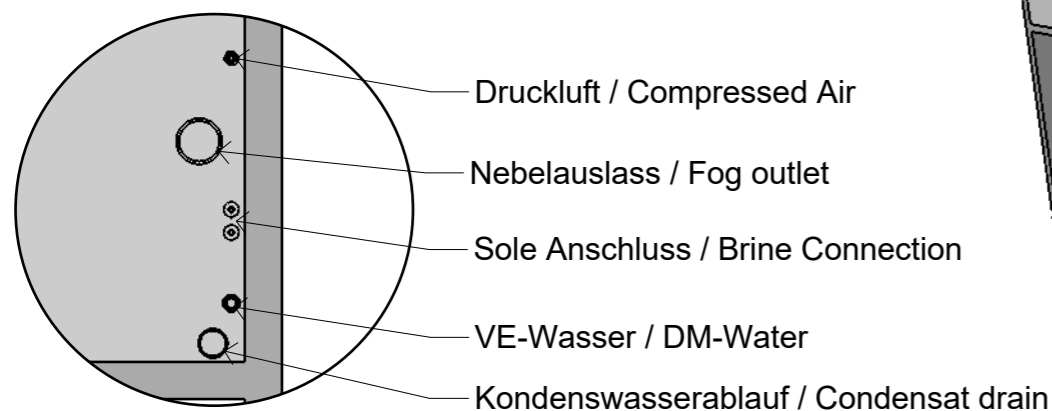 Druckluft / Compressed Air
Nebelauslass / Fog outlet
Sole Anschluss / Brine Connection
VE-Wasser / DM-Water
Kondenswasserablauf / Condensat drain